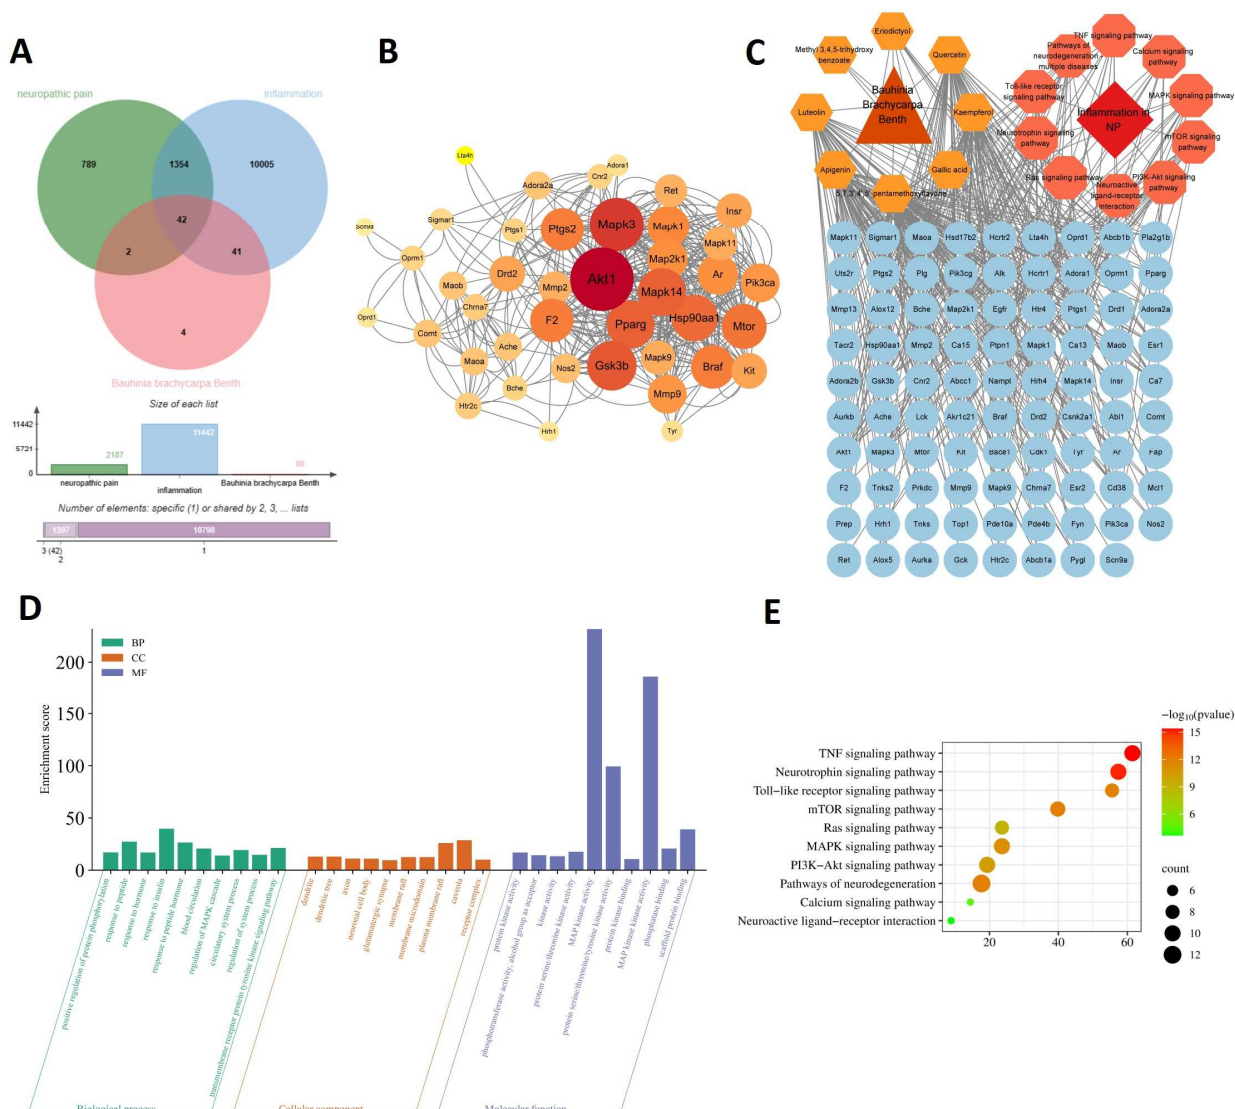 A
neuropathic pain
inflammation
789
1354
10005
42
2
41
4
Bauhinia brachycarpa Benth
Size of each list
11442
5721
0
2187
11442
89
neuropathic pain
inflammation
Bauhinia brachycarpa Benth
Number of elements: specific (1) or shared by 2, 3, ... lists
1397
10798
3 (42)
2
1
B
Lta4h
Adora1
Cnr2
Adora2a
Ret
Insr
Sigmar1
Ptgs1
Ptgs2
Mapk3
Mapk1
Mapk11
Scn9a
Oprm1
Map2k1
Drd2
Akt1
Ar
Pik3ca
Maob
Mmp2
Mapk14
Chrna7
Oprd1
F2
Pparg
Hsp90aa1
Mtor
Comt
Ache
Maoa
Nos2
Gsk3b
Mapk9
Braf
Kit
Bche
Mmp9
Htr2c
Hrh1
Tyr
C
Eriodictyol
Methyl 3,4,5-trihydroxy
benzoate
Quercetin
Luteolin
Bauhinia
Brachycarpa
Benth
Kaempferol
Apigenin
Gallic acid
5,7,3',4',5'-pentamethoxyflavone
TNF signaling pathway
Pathways of
neurodegeneration -
multiple diseases
Calcium signaling
pathway
Toll-like receptor
signaling pathway
MAPK signaling pathway
Inflammation in
NP
Neurotrophin signaling
pathway
mTOR signaling
pathway
Ras signaling pathway
Neuroactive
ligand-receptor
interaction
PI3K-Akt signaling
pathway
Mapk11 Sigmar1 Maoa Hsd17b2 Hcrtr2 Lta4h Oprd1 Abcb1b Pla2g1b
Uts2r Ptgs2 Plg Pik3cg Alk Hcrtr1 Adora1 Oprm1 Pparg
Mmp13 Alox12 Bche Map2k1 Egfr Htr4 Ptgs1 Drd1 Adora2a
Tacr2 Hsp90aa1 Mmp2 Ca15 Ptpn1 Mapk1 Ca13 Maob Esr1
Adora2b Gsk3b Cnr2 Abcc1 Nampt Hrh4 Mapk14 Insr Ca7
Aurkb Ache Lck Akr1c21 Braf Drd2 Csnk2a1 Abl1 Comt
Akt1 Mapk3 Mtor Kit Bace1 Cdk1 Tyr Ar Fap
F2 Tnks2 Prkdc Mmp9 Mapk9 Chrna7 Esr2 Cd38 Mcl1
Prep Hrh1 Tnks Top1 Pde10a Pde4b Fyn Pik3ca Nos2
Ret Alox5 Aurka Gck Htr2c Abcb1a Pygl Scn9a
D
BP
CC
MF
Enrichment score
200
150
100
50
0
positive regulation of protein phosphorylation
response to peptide
response to hormone
response to insulin
response to peptide hormone
blood circulation
regulation of MAPK cascade
circulatory system process
regulation of system process
transmembrane receptor protein tyrosine kinase signaling pathway
dendrite
dendritic tree
axon
neuronal cell body
glutamatergic synapse
membrane raft
membrane microdomain
plasma membrane raft
caveola
receptor complex
protein kinase activity
phosphotransferase activity, alcohol group as acceptor
kinase activity
protein serine/threonine kinase activity
MAP kinase activity
protein serine/threonine/tyrosine kinase activity
protein kinase binding
MAP kinase kinase activity
phosphatase binding
scaffold protein binding
Biological process
Cellular component
Molecular function
E
TNF signaling pathway
Neurotrophin signaling pathway
Toll−like receptor signaling pathway
mTOR signaling pathway
Ras signaling pathway
MAPK signaling pathway
PI3K−Akt signaling pathway
Pathways of neurodegeneration
Calcium signaling pathway
Neuroactive ligand−receptor interaction
20
40
60
−log10(pvalue)
15
12
9
6
count
6
8
10
12